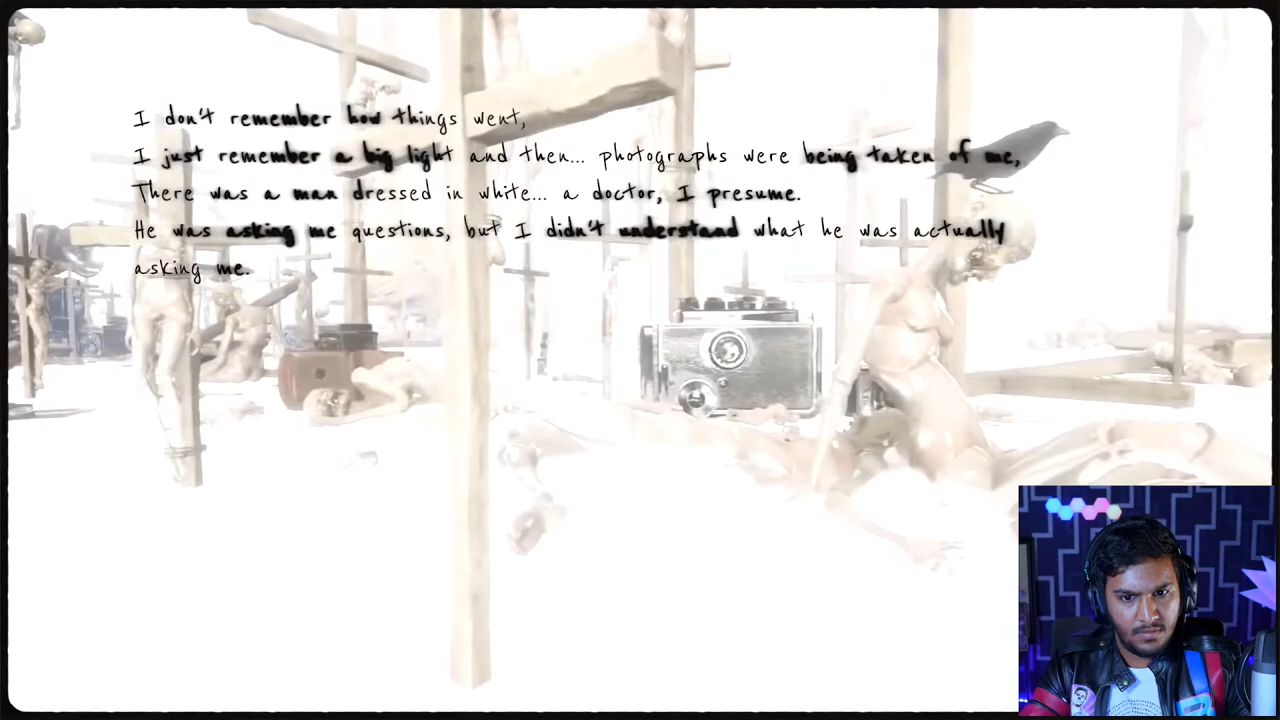 I don't remember how things went,
I just remember a big light and then... photographs were being taken of me,
There was a man dressed in white... a doctor, I presume.
He was asking me questions, but I didn't understand what he was actually
asking me.